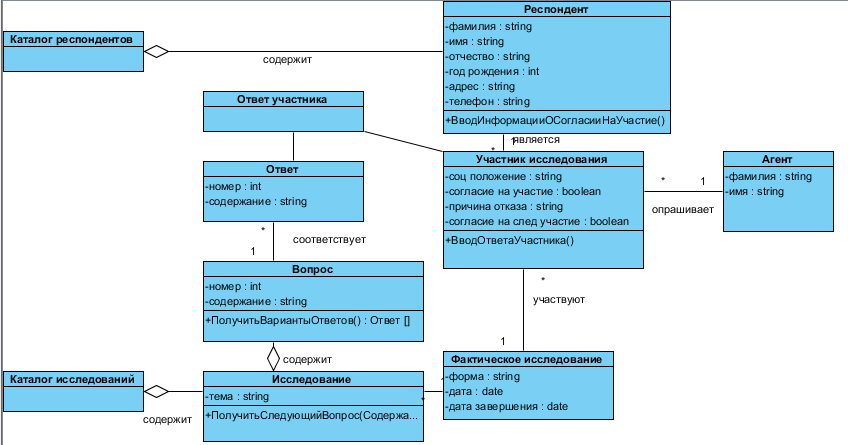 Респондент
-фамилия : string
-имя : string
-отчество : string
-год рождения : int
-адрес : string
-телефон : string
+ВводИнформацииОСогласииНаУчастие()
Каталог респондентов
содержит
Ответ участника
1
является
*
Ответ
-номер : int
-содержание : string
Участник исследования
-соц положение : string
-согласие на участие : boolean
-причина отказа : string
-согласие на след участие : boolean
+ВводОтветаУчастника()
*
1
опрашивает
Агент
-фамилия : string
-имя : string
*
соответствует
1
Вопрос
-номер : int
-содержание : string
+ПолучитьВариантыОтветов() : Ответ []
*
участвуют
1
содержит
Каталог исследований
содержит
Исследование
-тема : string
+ПолучитьСледующийВопрос(Содержа...
*
Фактическое исследование
-форма : string
-дата : date
-дата завершения : date